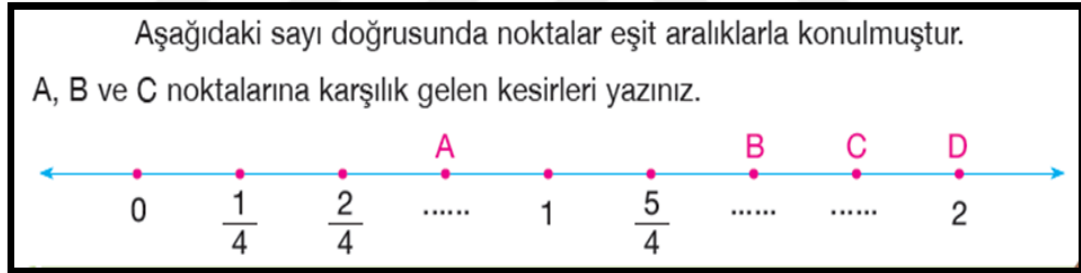 Aşağıdaki sayı doğrusunda noktalar eşit aralıklarla konulmuştur.
A, B ve C noktalarına karşılık gelen kesirleri yazınız.
A B C D
0 1/4 2/4 ...... 1 5/4 ...... ...... 2